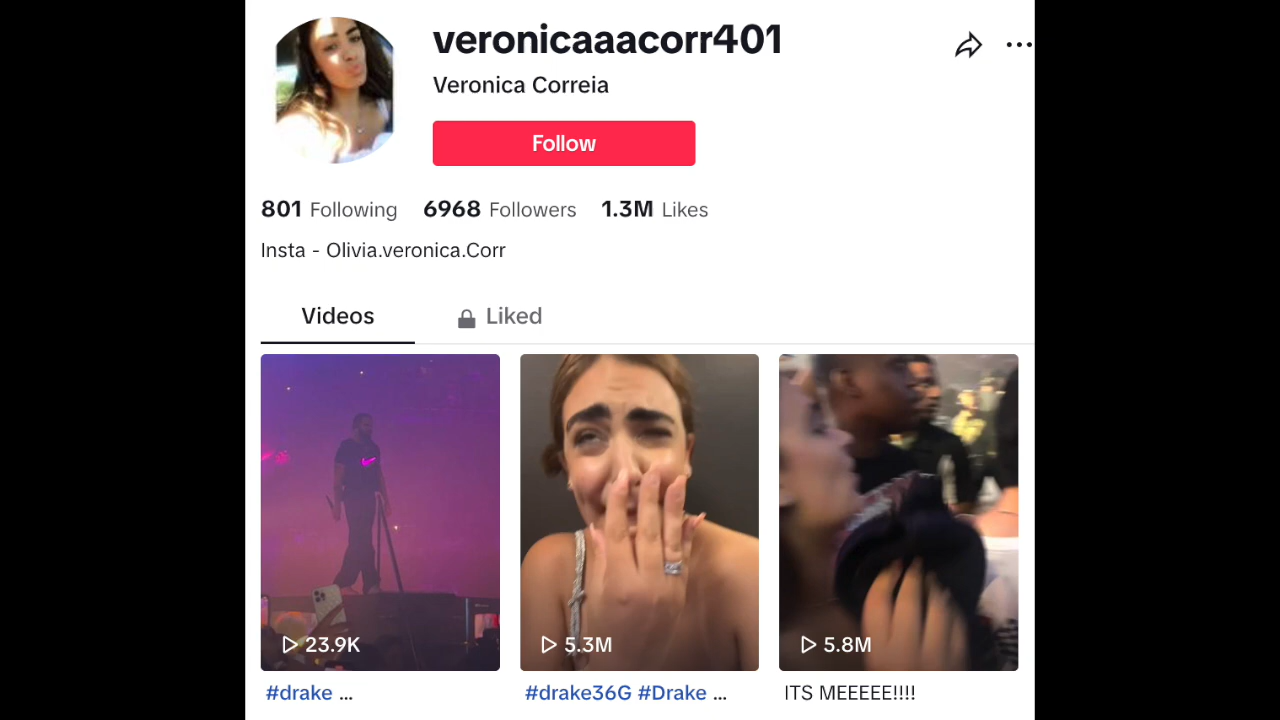 veronicaaacorr401
Veronica Correia
Follow
801 Following 6968 Followers 1.3M Likes
Insta - Olivia.veronica.Corr
Videos Liked
23.9K 5.3M 5.8M
#drake ... #drake36G #Drake ... ITS MEEEEE!!!!